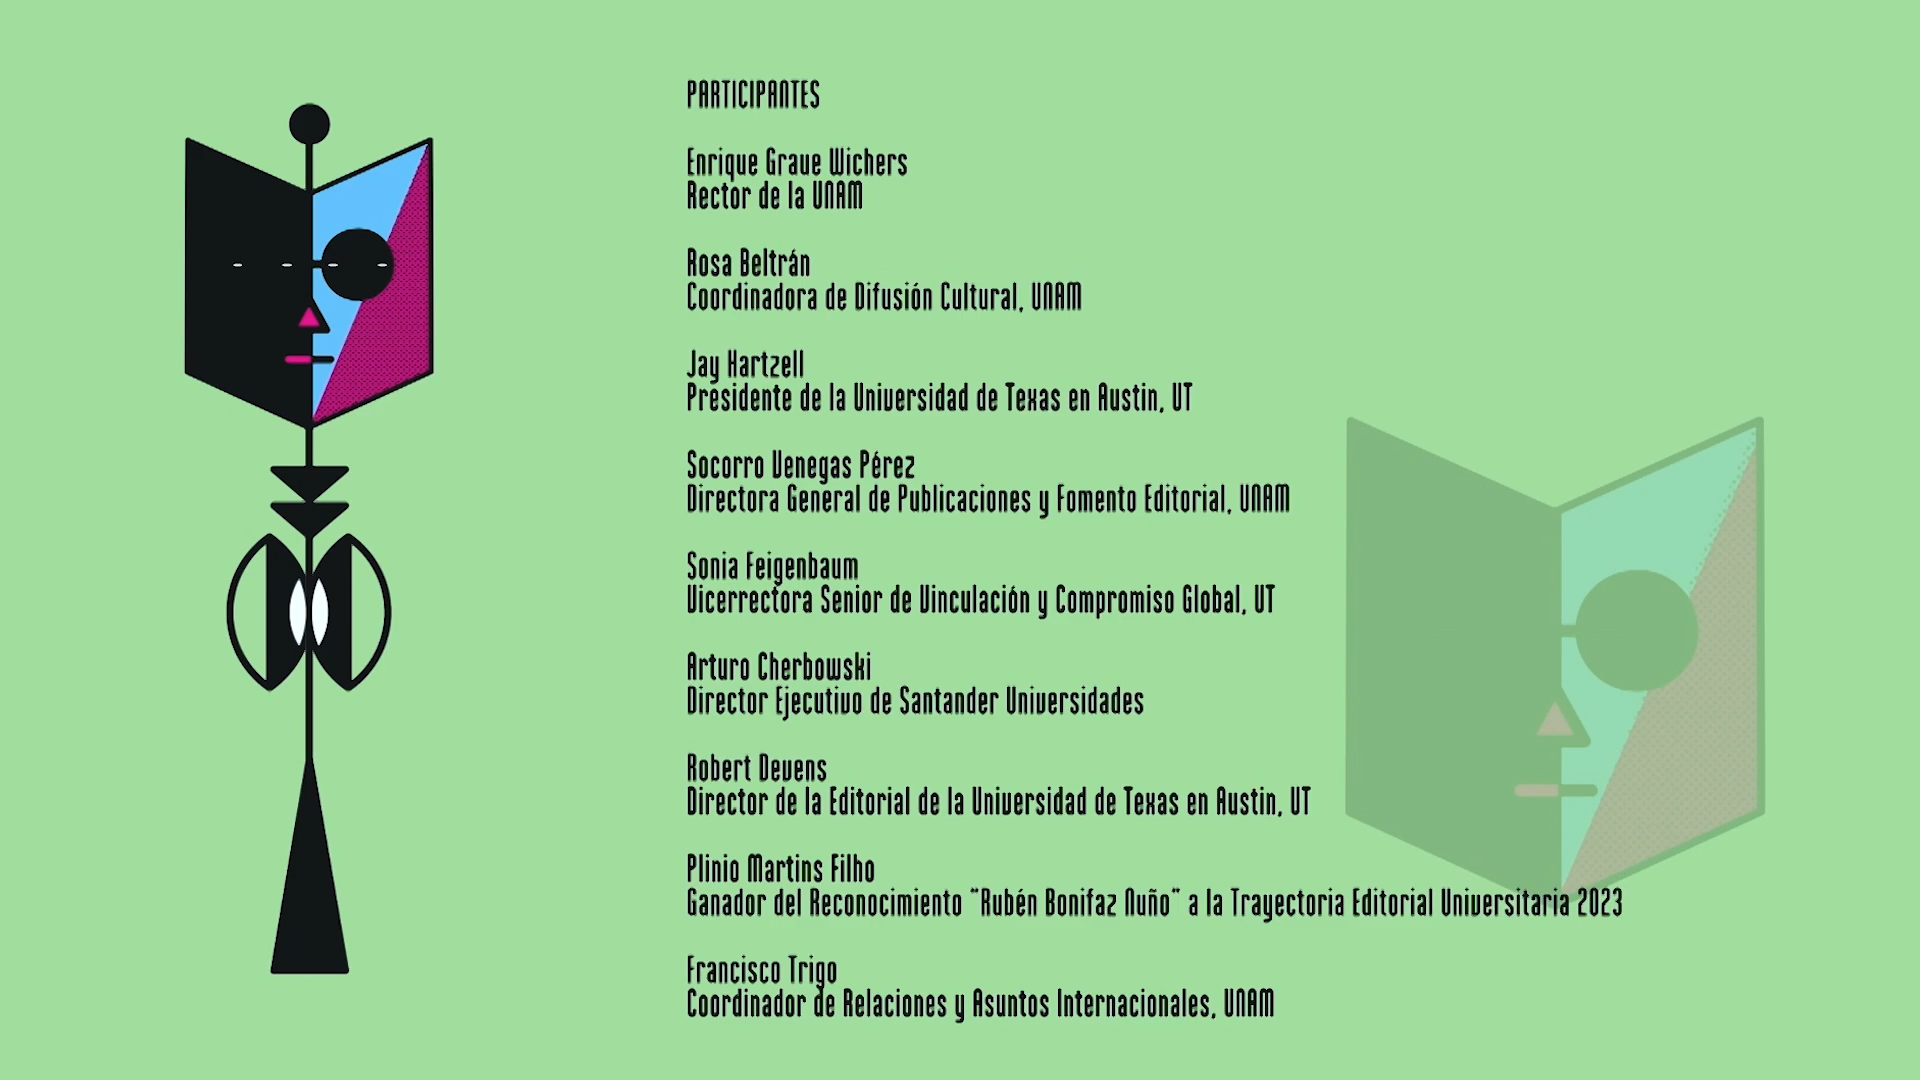 PARTICIPANTES
Enrique Graue Wichers
Rector de la UNAM
Rosa Beltrán
Coordinadora de Difusión Cultural, UNAM
Jay Hartzell
Presidente de la Universidad de Texas en Austin, UT
Socorro Venegas Pérez
Directora General de Publicaciones y Fomento Editorial, UNAM
Sonia Feigenbaum
Vicerrectora Senior de Vinculación y Compromiso Global, UT
Arturo Cherbowski
Director Ejecutivo de Santander Universidades
Robert Devens
Director de la Editorial de la Universidad de Texas en Austin, UT
Plinio Martins Filho
Ganador del Reconocimiento "Rubén Bonifaz Nuño" a la Trayectoria Editorial Universitaria 2023
Francisco Trigo
Coordinador de Relaciones y Asuntos Internacionales, UNAM